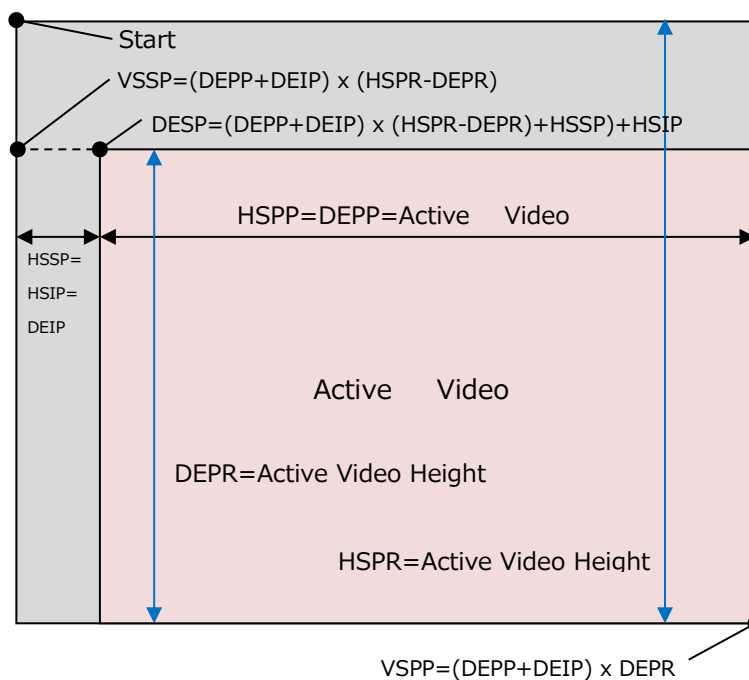 Start
VSSP=(DEPP+DEIP) x (HSPR-DEPR)
DESP=(DEPP+DEIP) x (HSPR-DEPR)+HSSP)+HSIP
HSPP=DEPP=Active Video
HSSP=
HSIP=
DEIP
Active Video
DEPR=Active Video Height
HSPR=Active Video Height
VSPP=(DEPP+DEIP) x DEPR